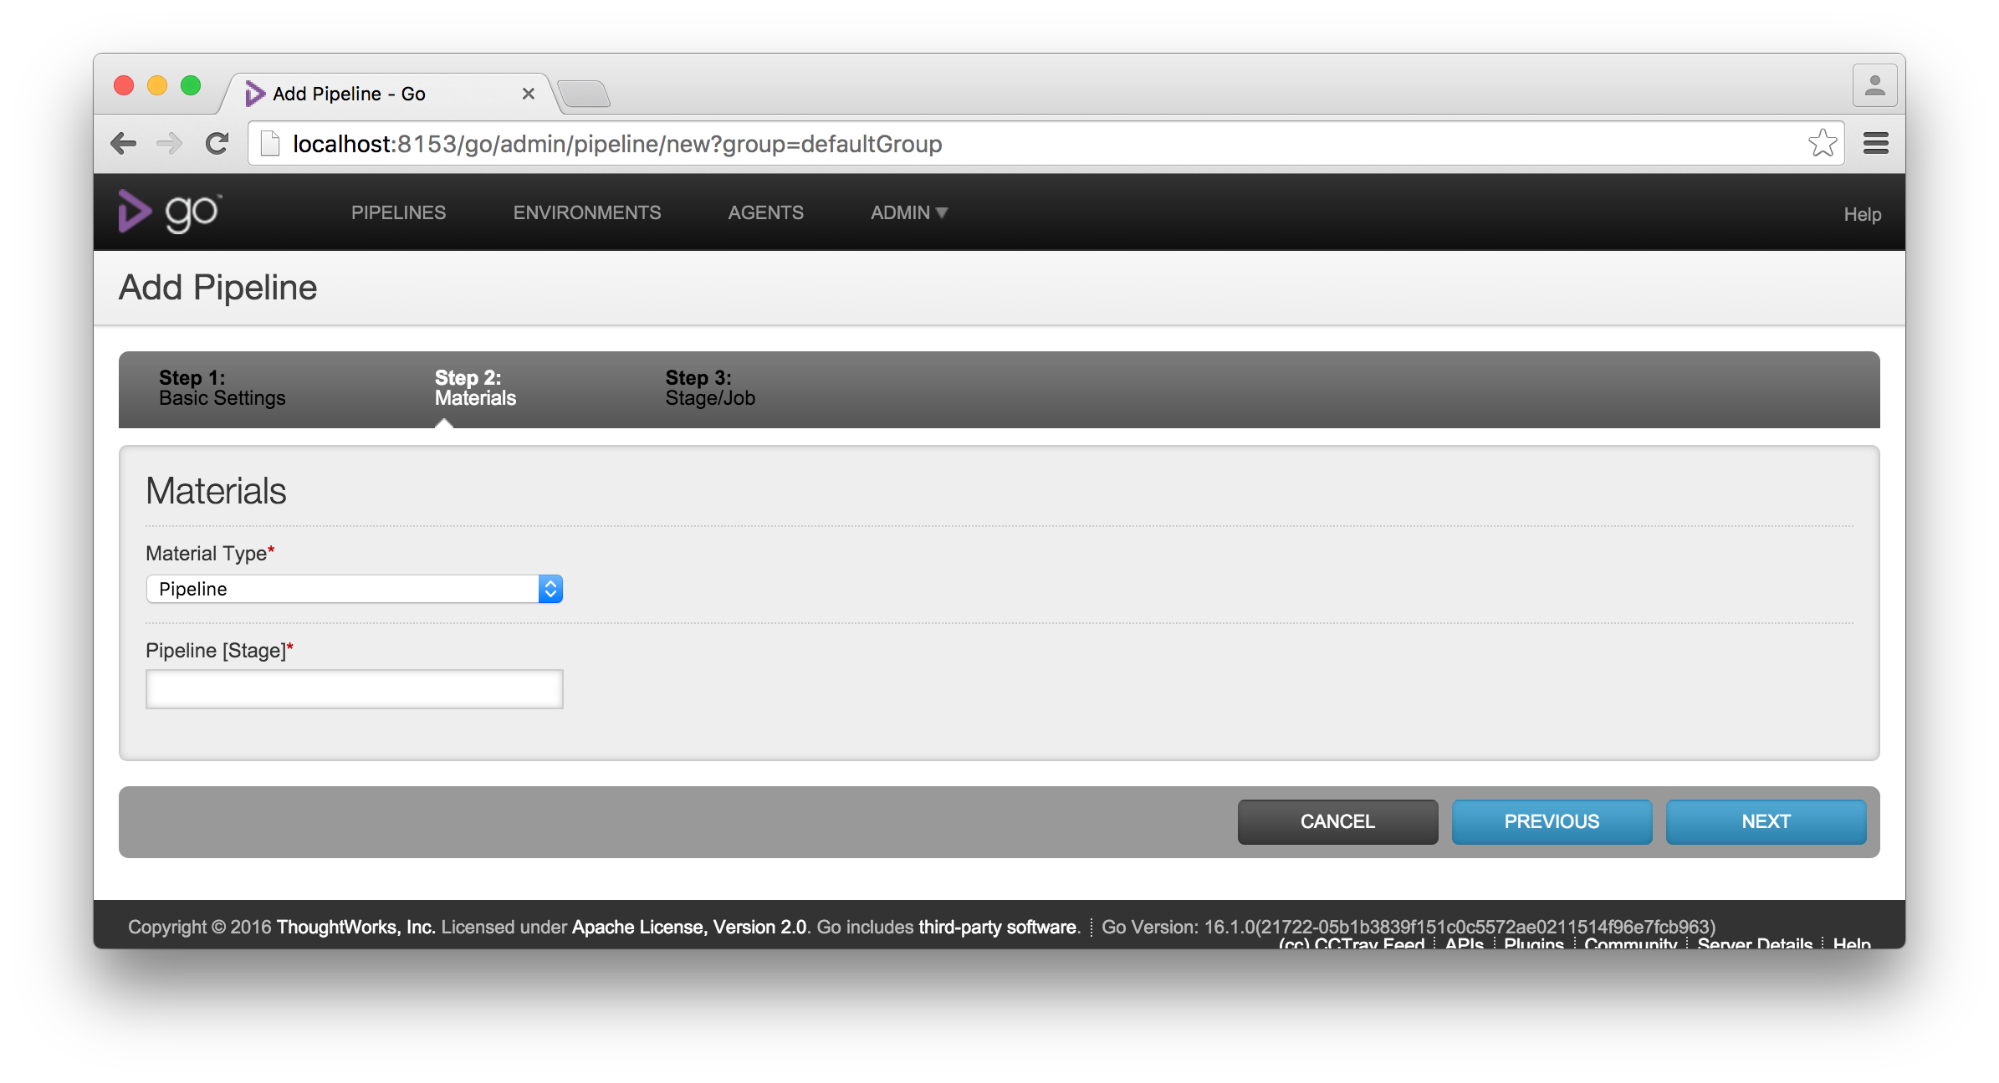 Add Pipeline - Go
localhost:8153/go/admin/pipeline/new?group=defaultGroup
go™ PIPELINES ENVIRONMENTS AGENTS ADMIN▼ Help
Add Pipeline
Step 1: Step 2: Step 3:
Basic Settings Materials Stage/Job
Materials
Material Type*
Pipeline
Pipeline [Stage]*
CANCEL PREVIOUS NEXT
Copyright © 2016 ThoughtWorks, Inc. Licensed under Apache License, Version 2.0. Go includes third-party software. Go Version: 16.1.0(21722-05b1b3839f151c0c5572ae0211514f96e7fcb963)
(cc) CCTray Feed APIs Plugins Community Server Details Help